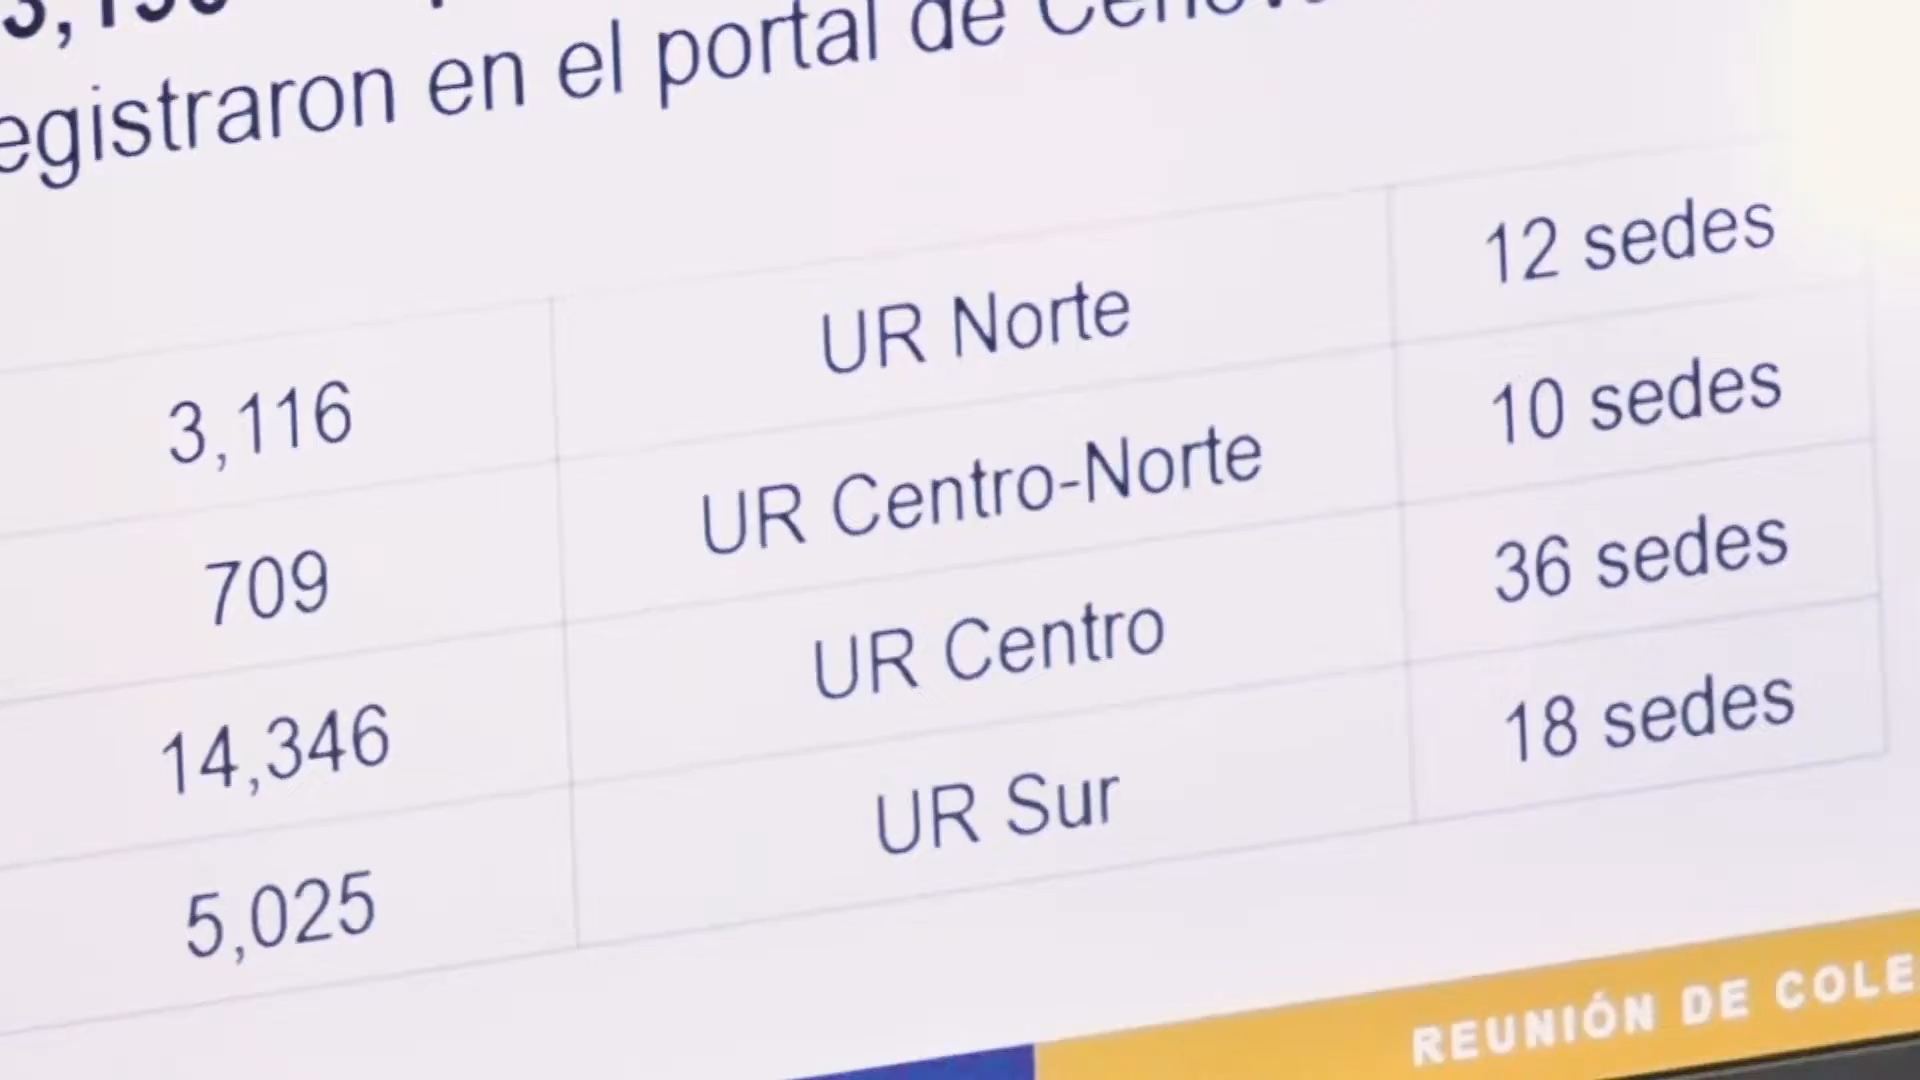 egistraron en el portal de
3,116 UR Norte 12 sedes
709 UR Centro-Norte 10 sedes
14,346 UR Centro 36 sedes
5,025 UR Sur 18 sedes
REUNIÓN DE COLE